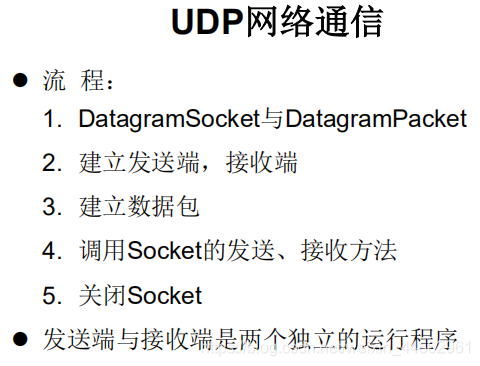 UDP网络通信
● 流 程：
1. DatagramSocket与DatagramPacket
2. 建立发送端，接收端
3. 建立数据包
4. 调用Socket的发送、接收方法
5. 关闭Socket
● 发送端与接收端是两个独立的运行程序